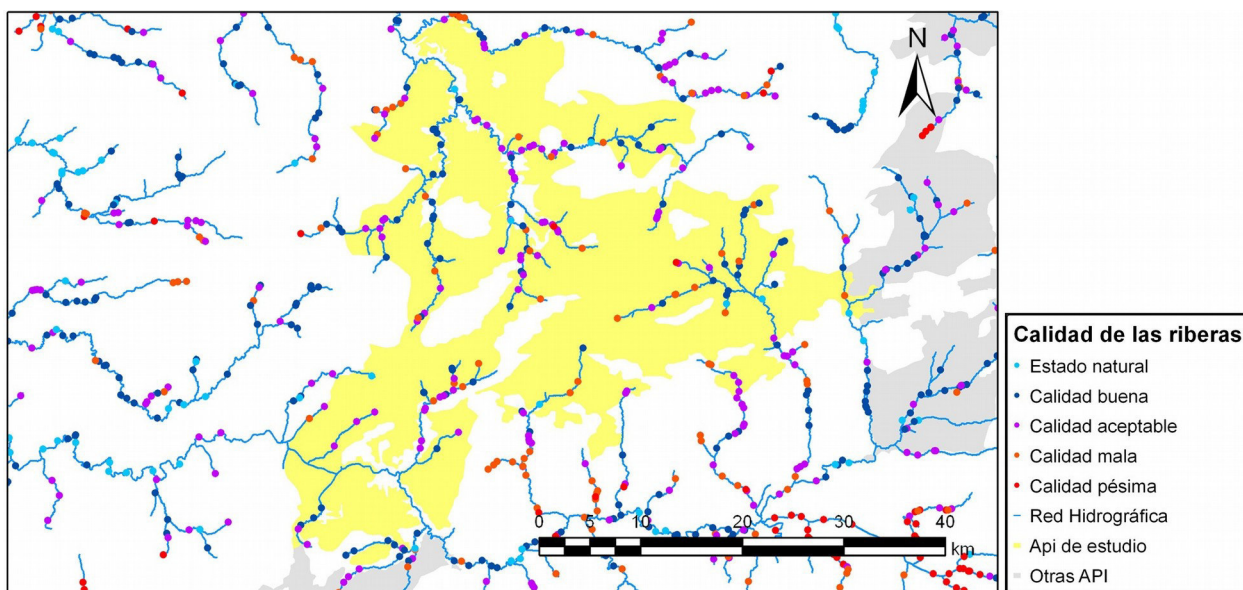 N
0 5 10 20 30 40
km
Calidad de las riberas
Estado natural
Calidad buena
Calidad aceptable
Calidad mala
Calidad pésima
Red Hidrográfica
Api de estudio
Otras API